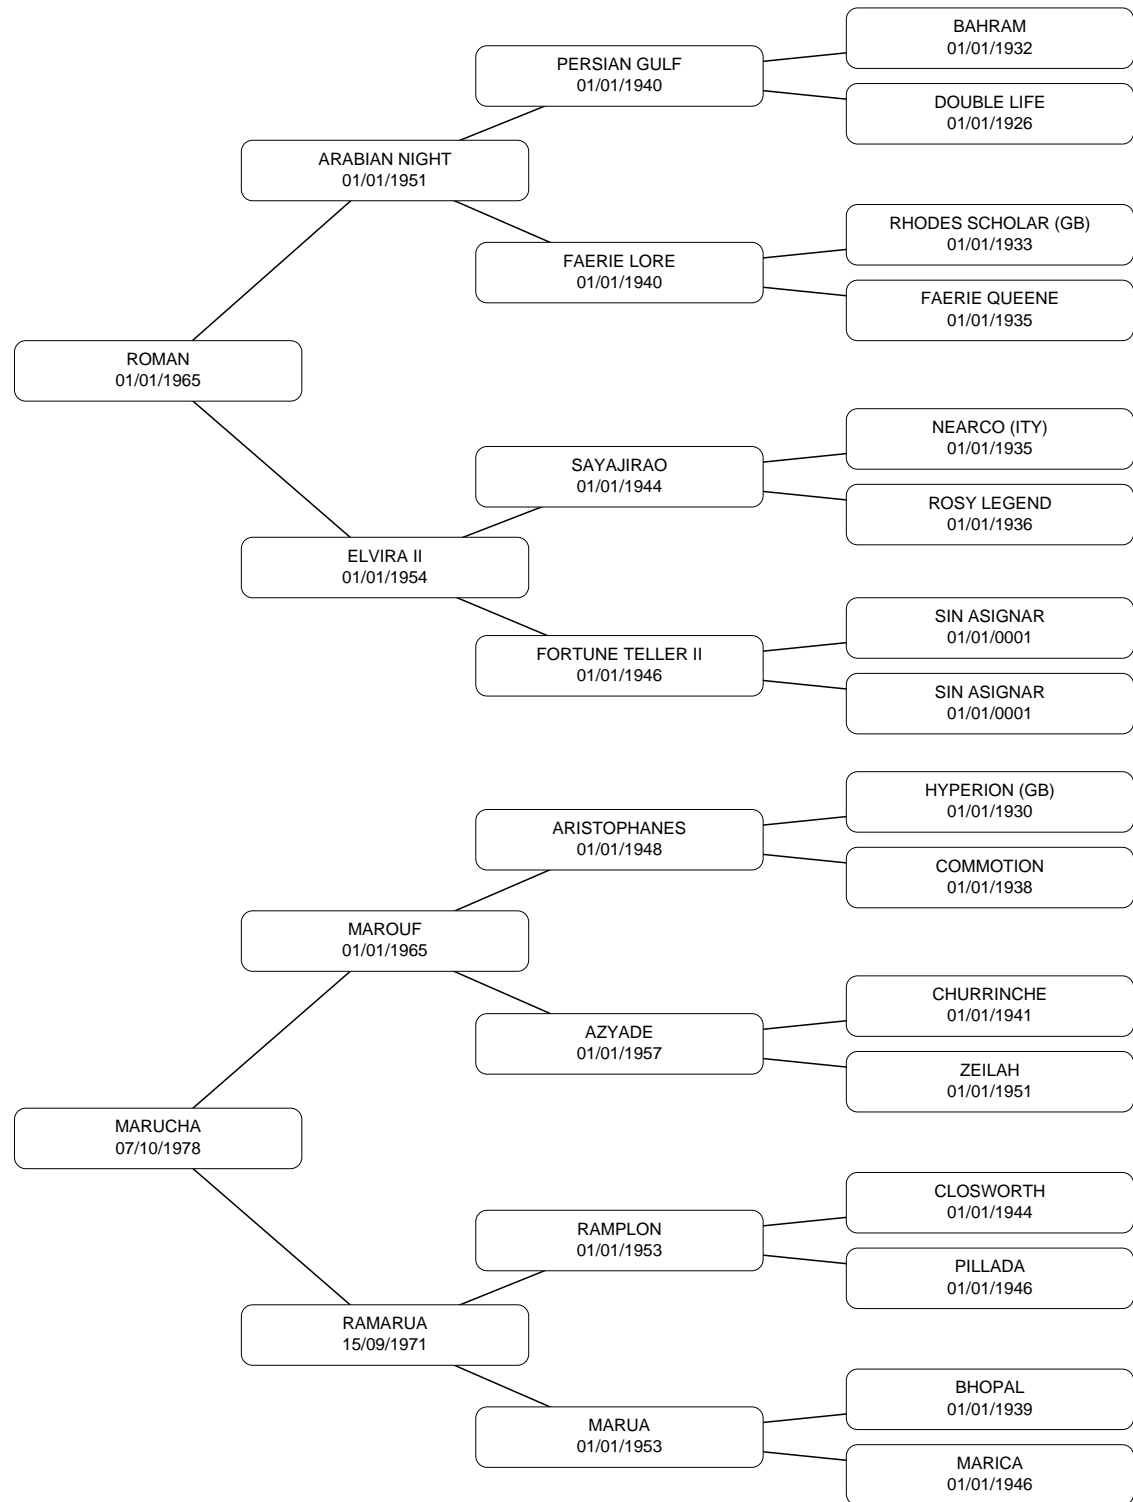 BAHRAM
01/01/1932
PERSIAN GULF
01/01/1940
DOUBLE LIFE
01/01/1926
ARABIAN NIGHT
01/01/1951
RHODES SCHOLAR (GB)
01/01/1933
FAERIE LORE
01/01/1940
FAERIE QUEENE
01/01/1935
ROMAN
01/01/1965
NEARCO (ITY)
01/01/1935
SAYAJIRAO
01/01/1944
ROSY LEGEND
01/01/1936
ELVIRA II
01/01/1954
SIN ASIGNAR
01/01/0001
FORTUNE TELLER II
01/01/1946
SIN ASIGNAR
01/01/0001
HYPERION (GB)
01/01/1930
ARISTOPHANES
01/01/1948
COMMOTION
01/01/1938
MAROUF
01/01/1965
CHURRINCHE
01/01/1941
AZYADE
01/01/1957
ZEILAH
01/01/1951
MARUCHA
07/10/1978
CLOSWORTH
01/01/1944
RAMPLON
01/01/1953
PILLADA
01/01/1946
RAMARUA
15/09/1971
BHOPAL
01/01/1939
MARUA
01/01/1953
MARICA
01/01/1946